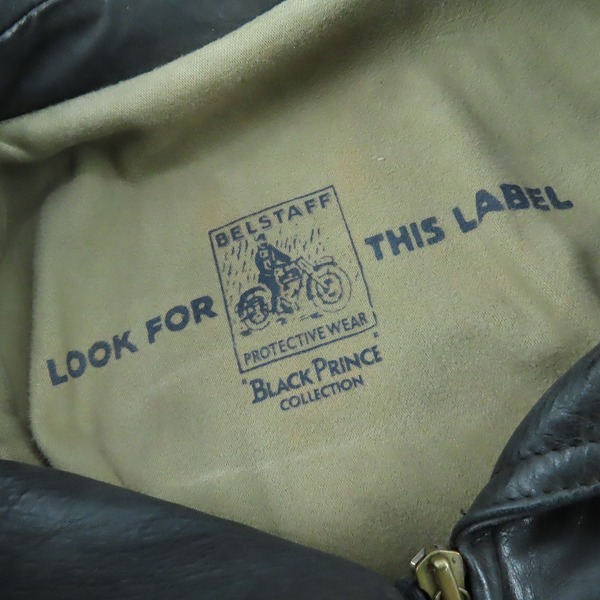 LOOK FOR THIS LABEL
BELSTAFF
PROTECTIVE WEAR
"BLACK PRINCE"
COLLECTION